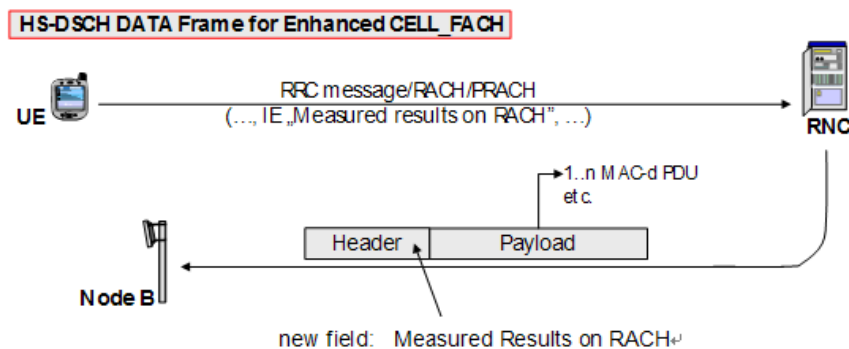 HS-DSCH DATA Frame for Enhanced CELL_FACH
RRC message/RACH/PRACH
UE
(..., IE „Measured results on RACH”, ...)
RNC
1..n MAC-d PDU
etc.
Header
Payload
Node B
new field: Measured Results on RACH↵